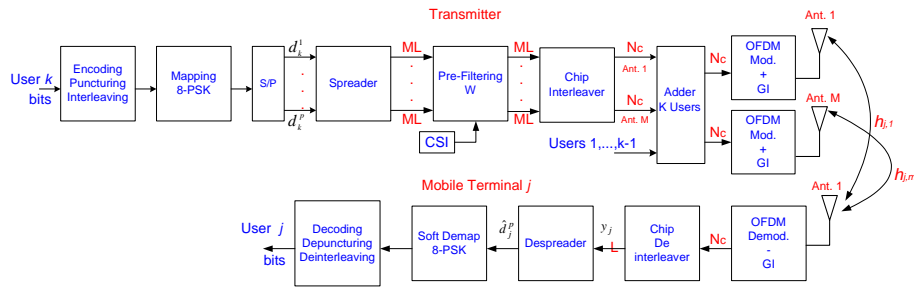 Transmitter
User k
bits
Encoding
Puncturing
Interleaving
Mapping
8-PSK
S/P
d_k^1
.
.
.
d_k^p
Spreader
ML
.
.
.
ML
Pre-Filtering
W
CSI
ML
.
.
.
ML
Chip
Interleaver
Nc
Ant. 1
Nc
Ant. M
Users 1,...,k-1
Adder
K Users
Nc
Nc
OFDM
Mod.
+
GI
Ant. 1
OFDM
Mod.
+
GI
Ant. M
h_{j,1}
h_{j,m}
Mobile Terminal j
User j
bits
Decoding
Depuncturing
Deinterleaving
Soft Demap
8-PSK
d̂_j^p
Despreader
y_j
L
Chip
De
interleaver
Nc
OFDM
Demod.
-
GI
Ant. 1